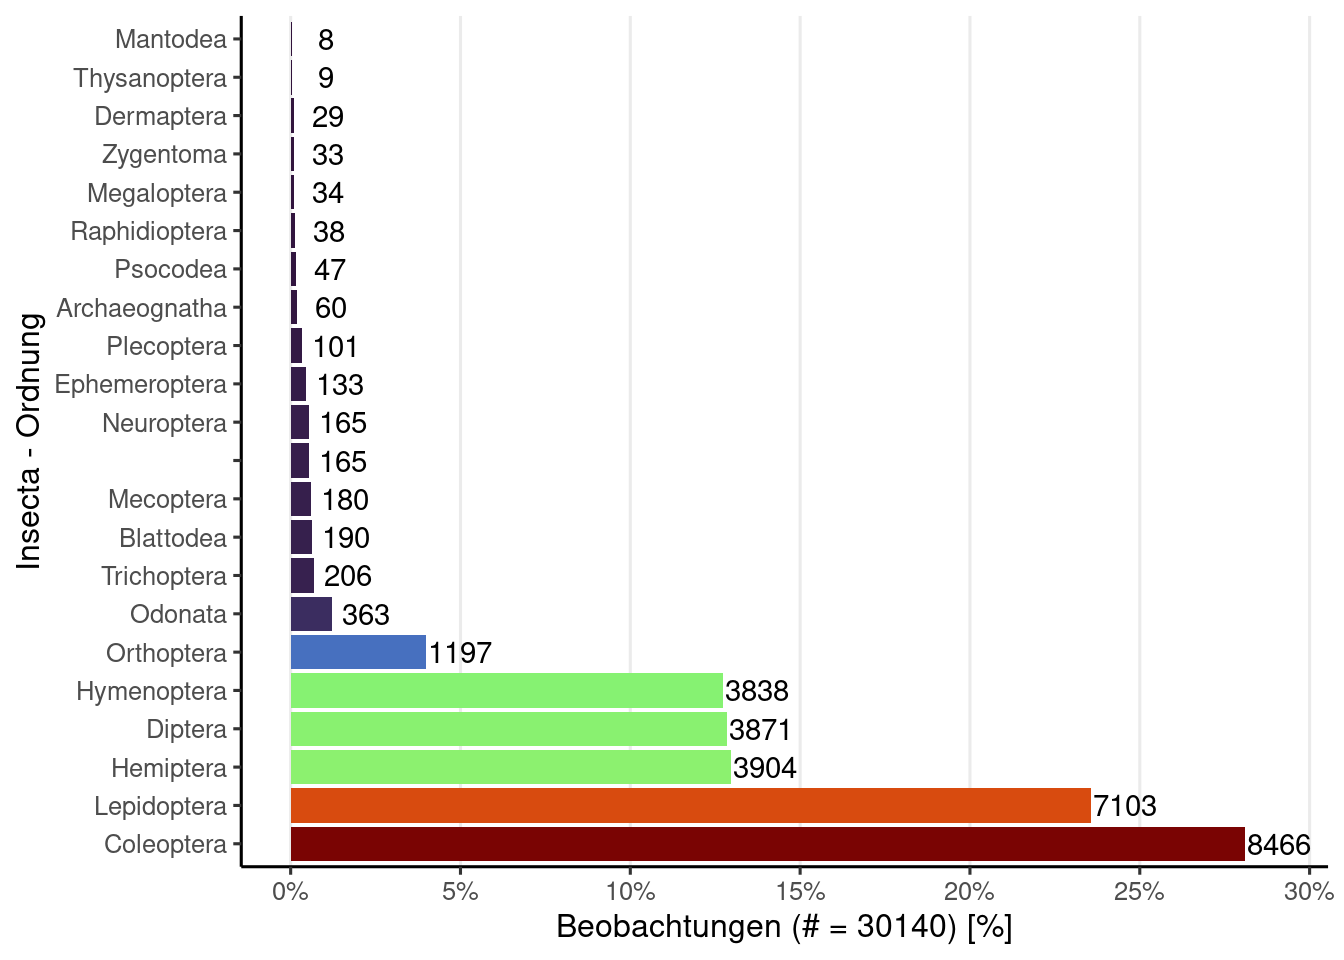 Insecta - Ordnung
Mantodea 8
Thysanoptera 9
Dermaptera 29
Zygentoma 33
Megaloptera 34
Raphidioptera 38
Psocodea 47
Archaeognatha 60
Plecoptera 101
Ephemeroptera 133
Neuroptera 165
165
Mecoptera 180
Blattodea 190
Trichoptera 206
Odonata 363
Orthoptera 1197
Hymenoptera 3838
Diptera 3871
Hemiptera 3904
Lepidoptera 7103
Coleoptera 8466
0% 5% 10% 15% 20% 25% 30%
Beobachtungen (# = 30140) [%]